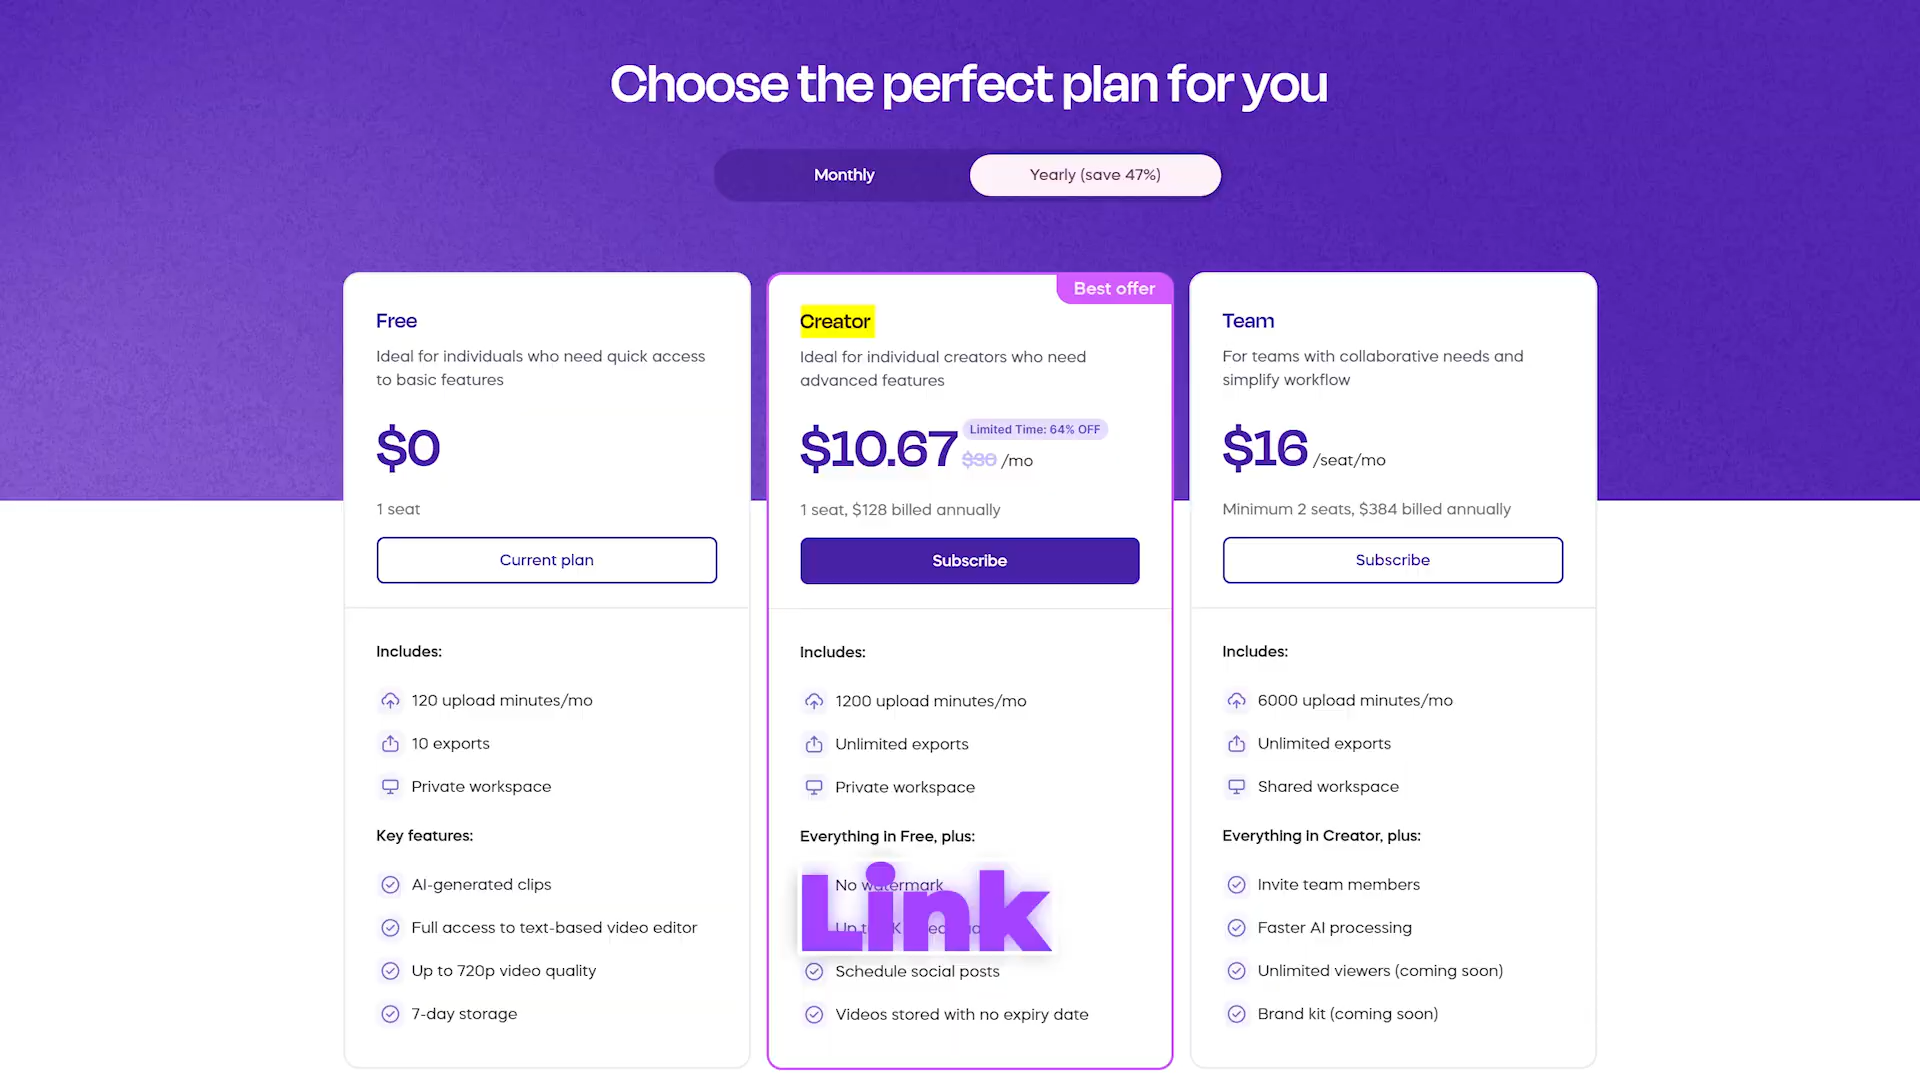 Choose the perfect plan for you
Monthly
Yearly (save 47%)
Free
Ideal for individuals who need quick access
to basic features
$0
1 seat
Current plan
Includes:
120 upload minutes/mo
10 exports
Private workspace
Key features:
AI-generated clips
Full access to text-based video editor
Up to 720p video quality
7-day storage
Best offer
Creator
Ideal for individual creators who need
advanced features
$10.67 $30 /mo
Limited Time: 64% OFF
1 seat, $128 billed annually
Subscribe
Includes:
1200 upload minutes/mo
Unlimited exports
Private workspace
Everything in Free, plus:
No watermark
Link
Schedule social posts
Videos stored with no expiry date
Team
For teams with collaborative needs and
simplify workflow
$16 /seat/mo
Minimum 2 seats, $384 billed annually
Subscribe
Includes:
6000 upload minutes/mo
Unlimited exports
Shared workspace
Everything in Creator, plus:
Invite team members
Faster AI processing
Unlimited viewers (coming soon)
Brand kit (coming soon)